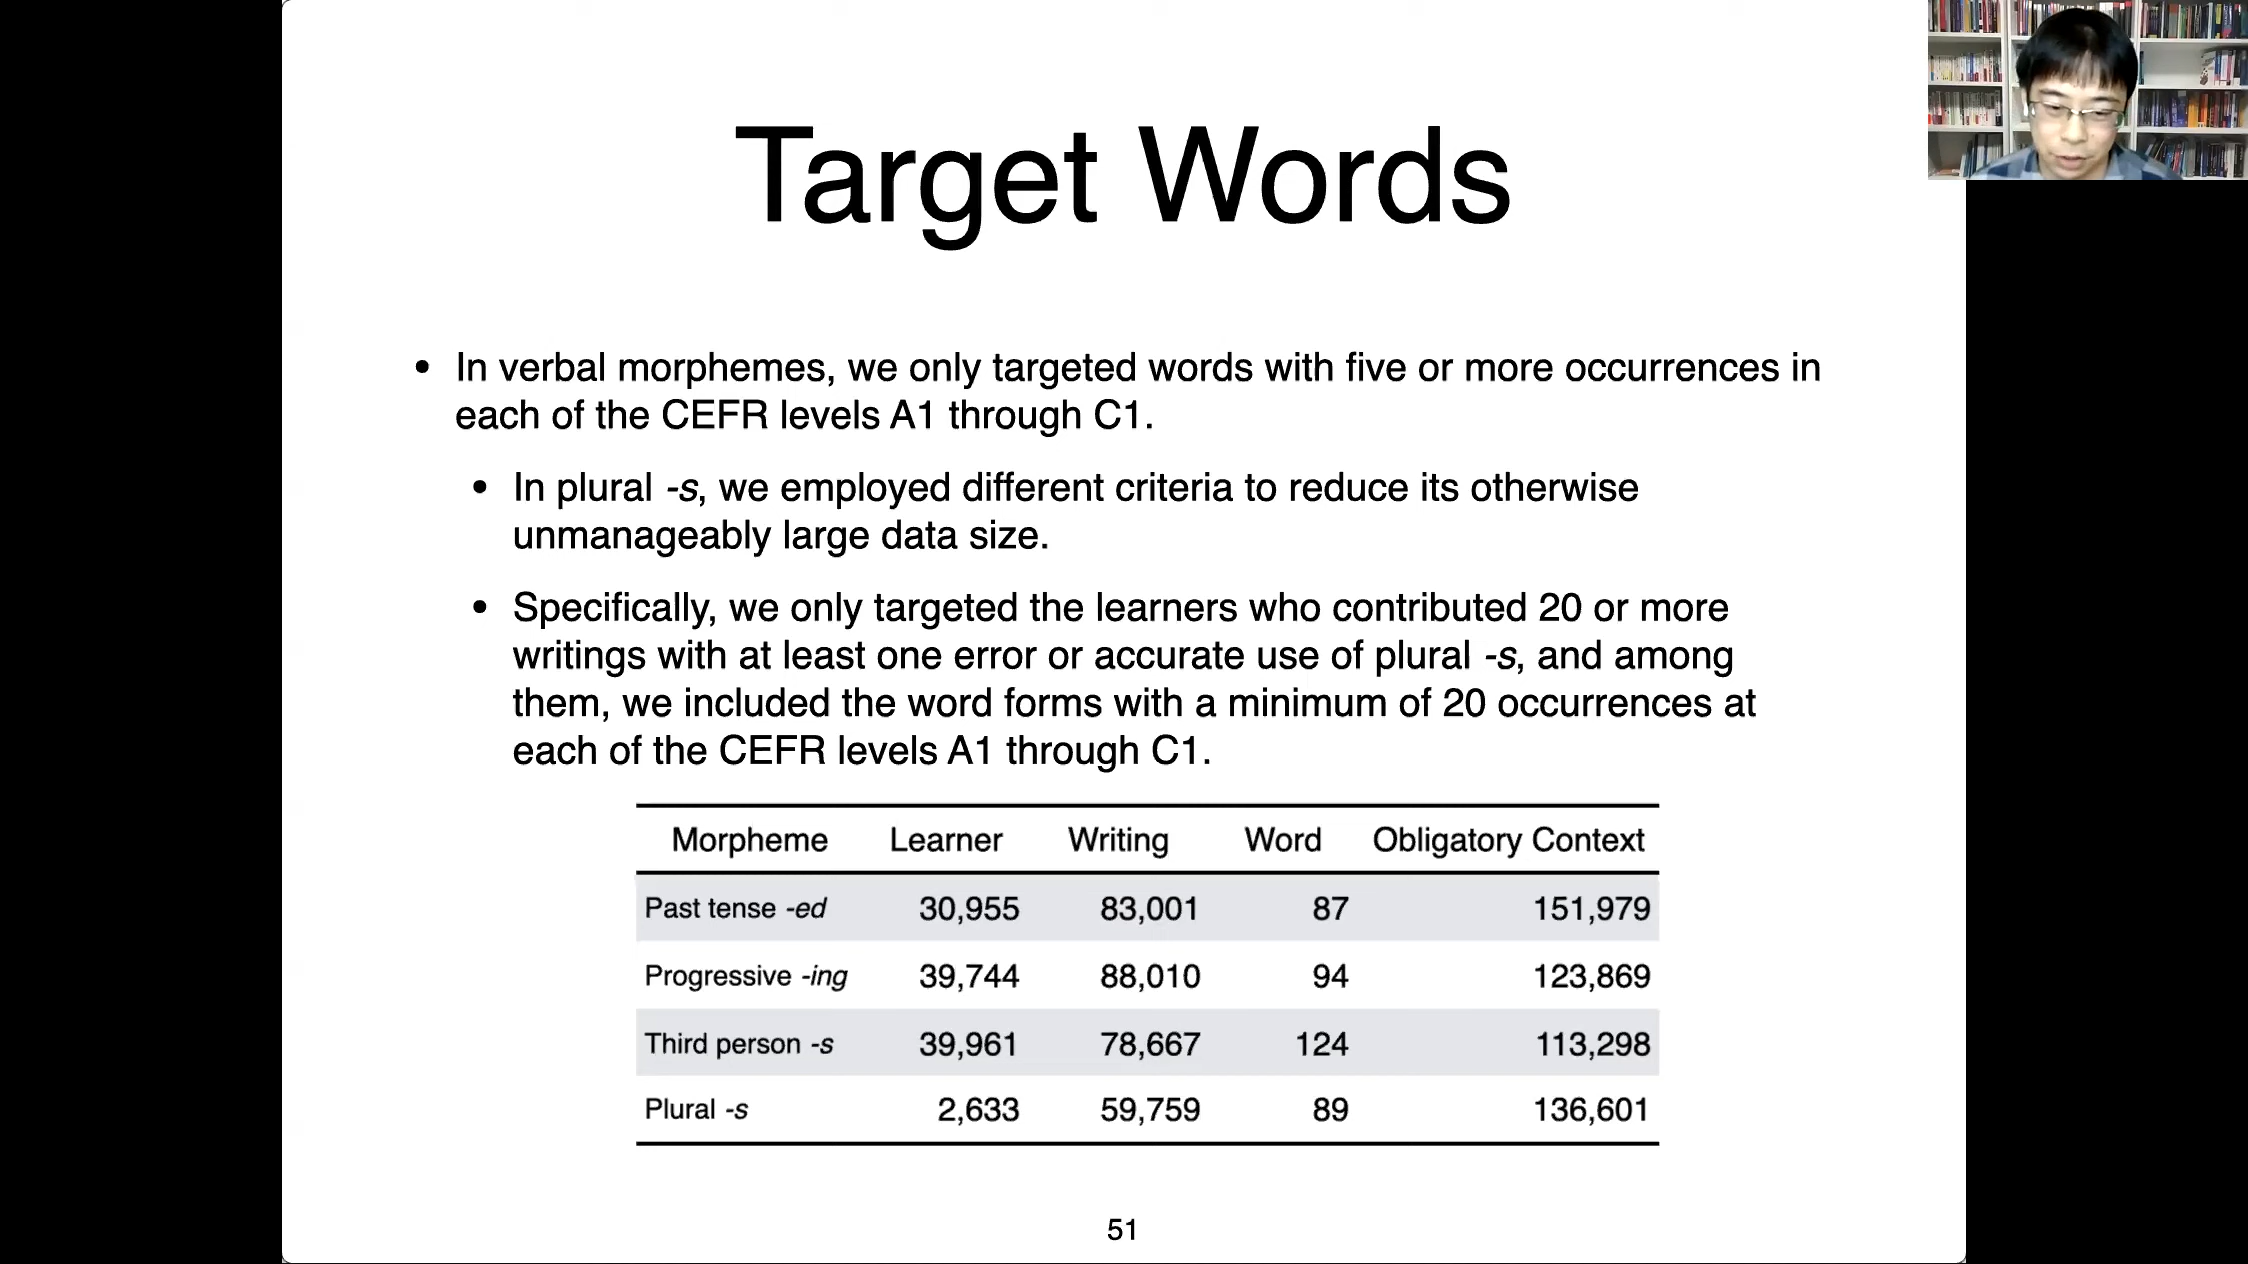 Target Words
• In verbal morphemes, we only targeted words with five or more occurrences in
each of the CEFR levels A1 through C1.
• In plural -s, we employed different criteria to reduce its otherwise
unmanageably large data size.
• Specifically, we only targeted the learners who contributed 20 or more
writings with at least one error or accurate use of plural -s, and among
them, we included the word forms with a minimum of 20 occurrences at
each of the CEFR levels A1 through C1.
Morpheme Learner Writing Word Obligatory Context
Past tense -ed 30,955 83,001 87 151,979
Progressive -ing 39,744 88,010 94 123,869
Third person -s 39,961 78,667 124 113,298
Plural -s 2,633 59,759 89 136,601
51